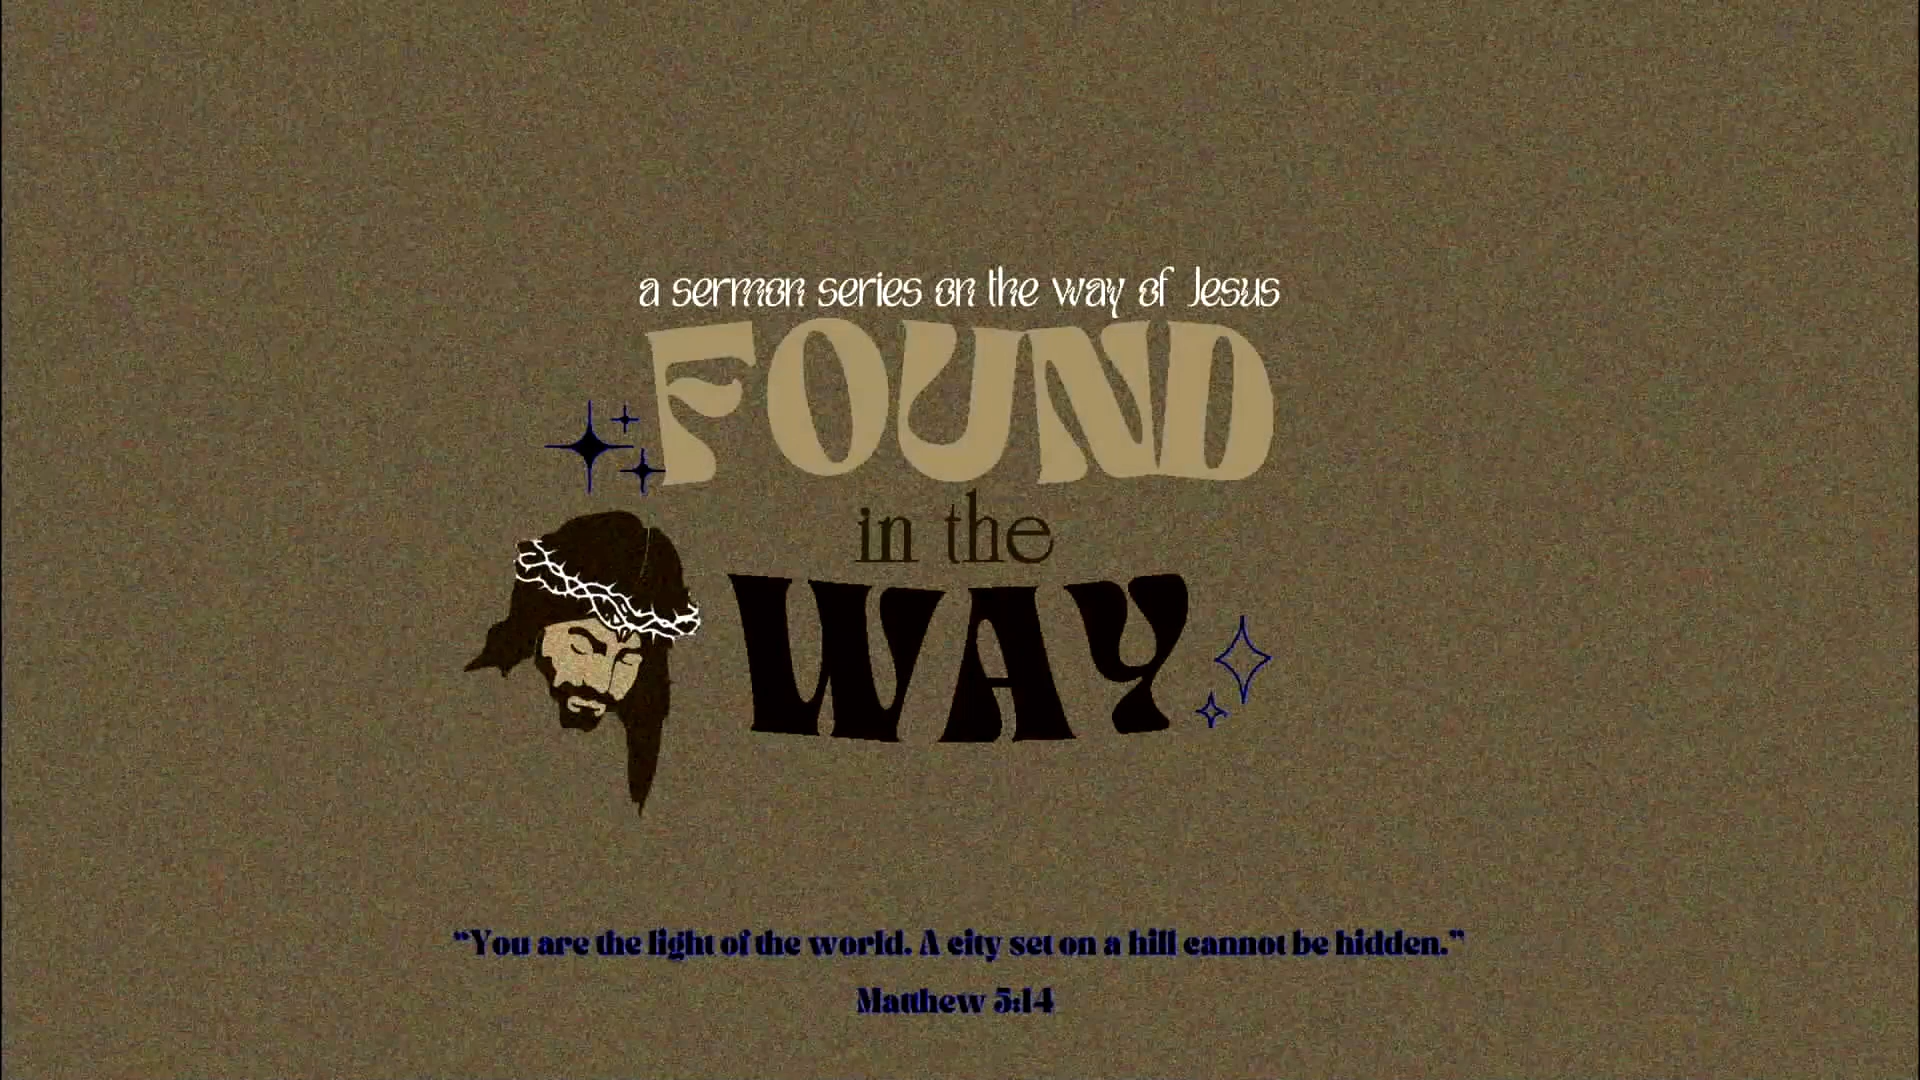 a sermon series on the way of Jesus
FOUND
in the
WAY
“You are the light of the world. A city set on a hill cannot be hidden.”
Matthew 5:14